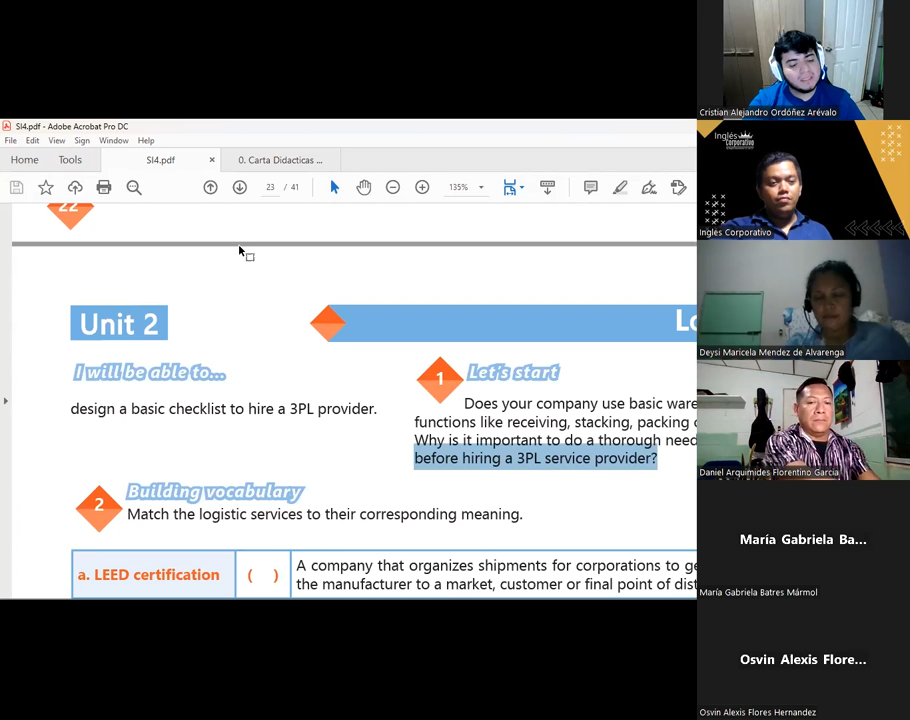 SI4.pdf - Adobe Acrobat Pro DC
File Edit View Sign Window Help
Home Tools SI4.pdf × 0. Carta Didacticas ...
23 / 41 135%
22
Unit 2
Lo
I will be able to...
design a basic checklist to hire a 3PL provider.
1 Let's start
Does your company use basic ware
functions like receiving, stacking, packing
Why is it important to do a thorough need
before hiring a 3PL service provider?
2 Building vocabulary
Match the logistic services to their corresponding meaning.
a. LEED certification ( ) A company that organizes shipments for corporations to ge
the manufacturer to a market, customer or final point of dist
Cristian Alejandro Ordóñez Arévalo
Inglés
Corporativo
Inglés Corporativo
Deysi Maricela Mendez de Alvarenga
Daniel Arquimides Florentino Garcia
María Gabriela Ba...
María Gabriela Batres Mármol
Osvin Alexis Flore...
Osvin Alexis Flores Hernandez